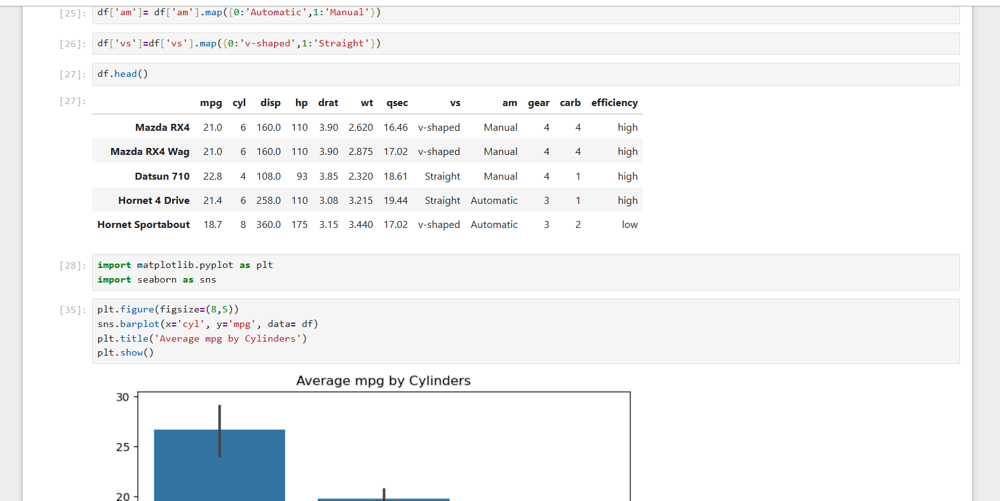 [25]: df['am']= df['am'].map({0:'Automatic',1:'Manual'})
[26]: df['vs']=df['vs'].map({0:'v-shaped',1:'Straight'})
[27]: df.head()
[27]: mpg cyl disp hp drat wt qsec vs am gear carb efficiency
Mazda RX4 21.0 6 160.0 110 3.90 2.620 16.46 v-shaped Manual 4 4 high
Mazda RX4 Wag 21.0 6 160.0 110 3.90 2.875 17.02 v-shaped Manual 4 4 high
Datsun 710 22.8 4 108.0 93 3.85 2.320 18.61 Straight Manual 4 1 high
Hornet 4 Drive 21.4 6 258.0 110 3.08 3.215 19.44 Straight Automatic 3 1 high
Hornet Sportabout 18.7 8 360.0 175 3.15 3.440 17.02 v-shaped Automatic 3 2 low
[28]: import matplotlib.pyplot as plt
import seaborn as sns
[35]: plt.figure(figsize=(8,5))
sns.barplot(x='cyl', y='mpg', data= df)
plt.title('Average mpg by Cylinders')
plt.show()
Average mpg by Cylinders
30
25
20